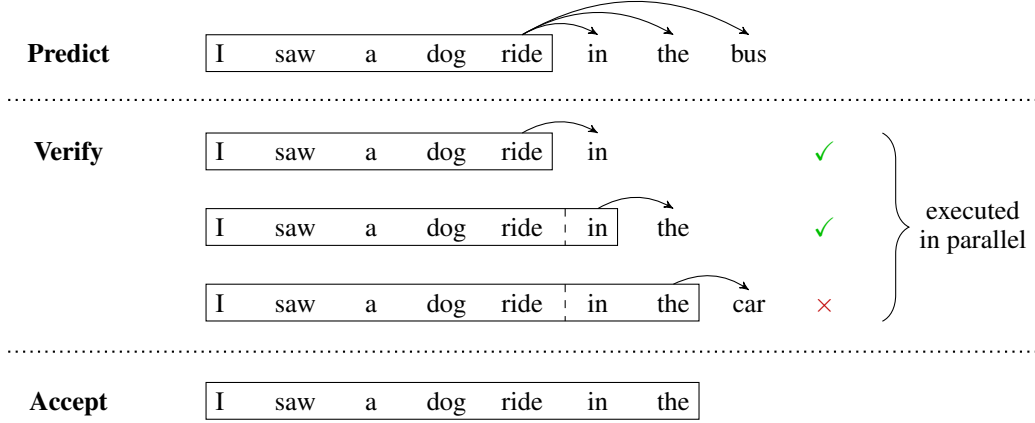 Predict I saw a dog ride in the bus
Verify I saw a dog ride in ✓
I saw a dog ride in the ✓
executed
in parallel
I saw a dog ride in the car ×
Accept I saw a dog ride in the